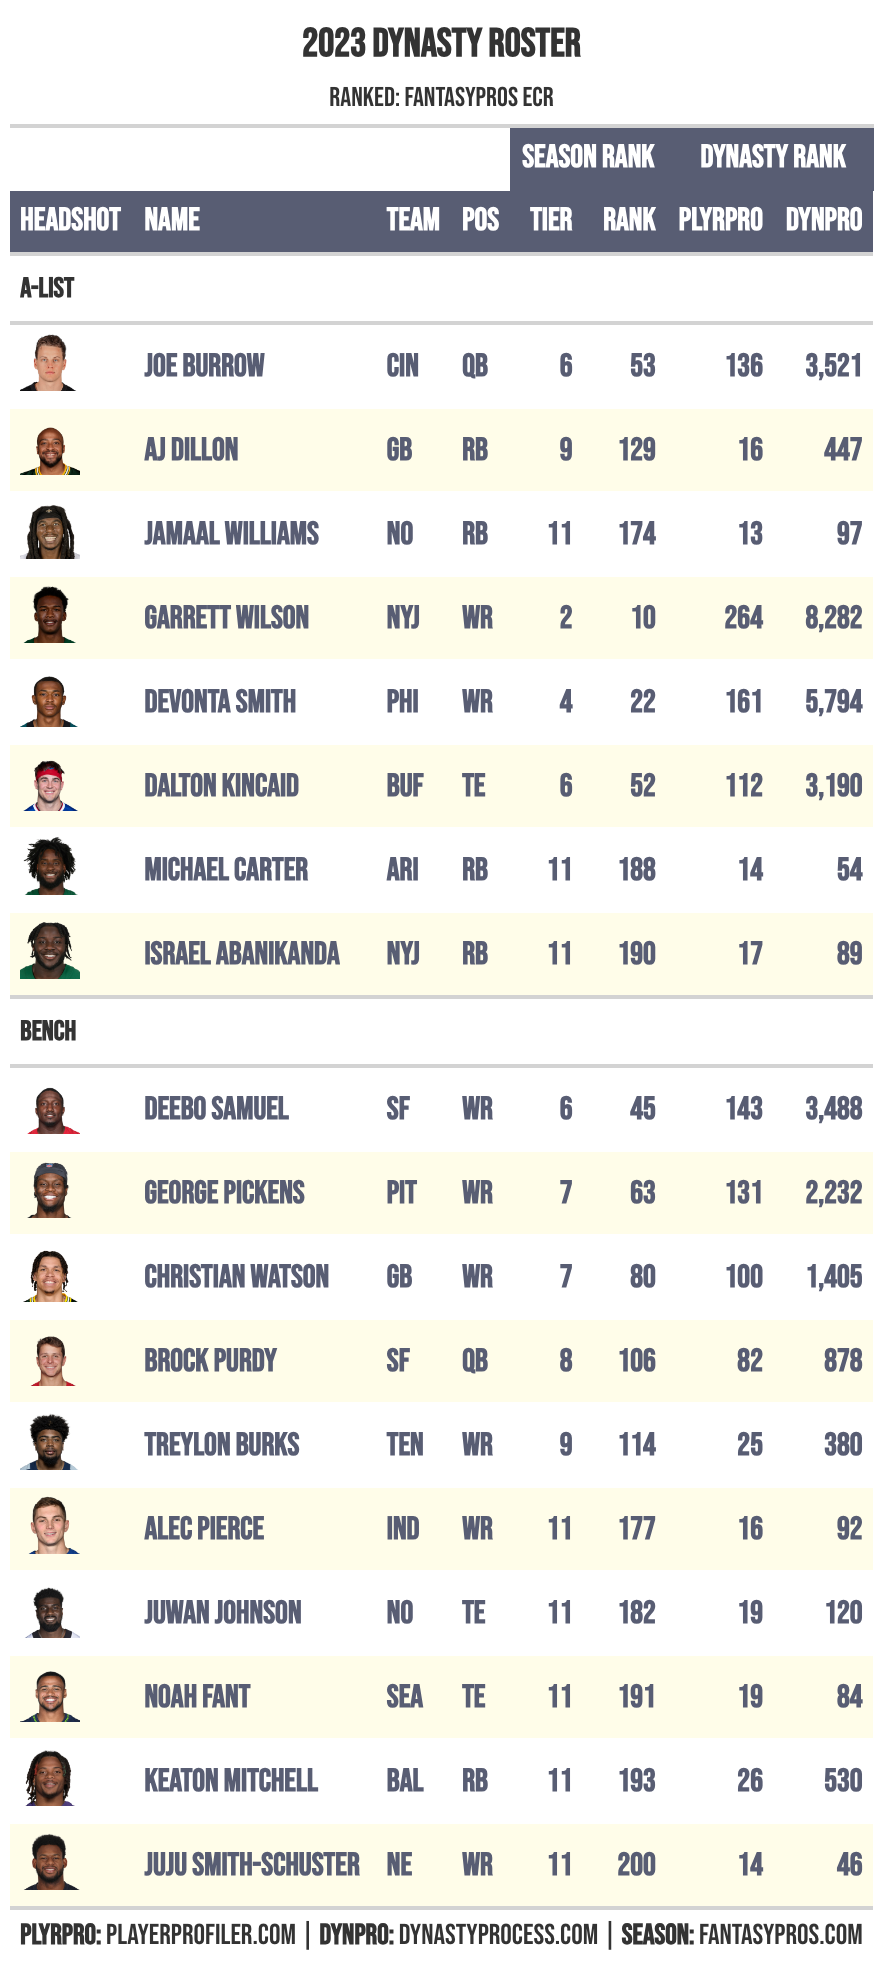 2023 DYNASTY ROSTER
RANKED: FANTASYPROS ECR
SEASON RANK DYNASTY RANK
HEADSHOT NAME TEAM POS TIER RANK PLYRPRO DYNPRO
A-LIST
JOE BURROW CIN QB 6 53 136 3,521
AJ DILLON GB RB 9 129 16 447
JAMAAL WILLIAMS NO RB 11 174 13 97
GARRETT WILSON NYJ WR 2 10 264 8,282
DEVONTA SMITH PHI WR 4 22 161 5,794
DALTON KINCAID BUF TE 6 52 112 3,190
MICHAEL CARTER ARI RB 11 188 14 54
ISRAEL ABANIKANDA NYJ RB 11 190 17 89
BENCH
DEEBO SAMUEL SF WR 6 45 143 3,488
GEORGE PICKENS PIT WR 7 63 131 2,232
CHRISTIAN WATSON GB WR 7 80 100 1,405
BROCK PURDY SF QB 8 106 82 878
TREYLON BURKS TEN WR 9 114 25 380
ALEC PIERCE IND WR 11 177 16 92
JUWAN JOHNSON NO TE 11 182 19 120
NOAH FANT SEA TE 11 191 19 84
KEATON MITCHELL BAL RB 11 193 26 530
JUJU SMITH-SCHUSTER NE WR 11 200 14 46
PLYRPRO: PLAYERPROFILER.COM | DYNPRO: DYNASTYPROCESS.COM | SEASON: FANTASYPROS.COM